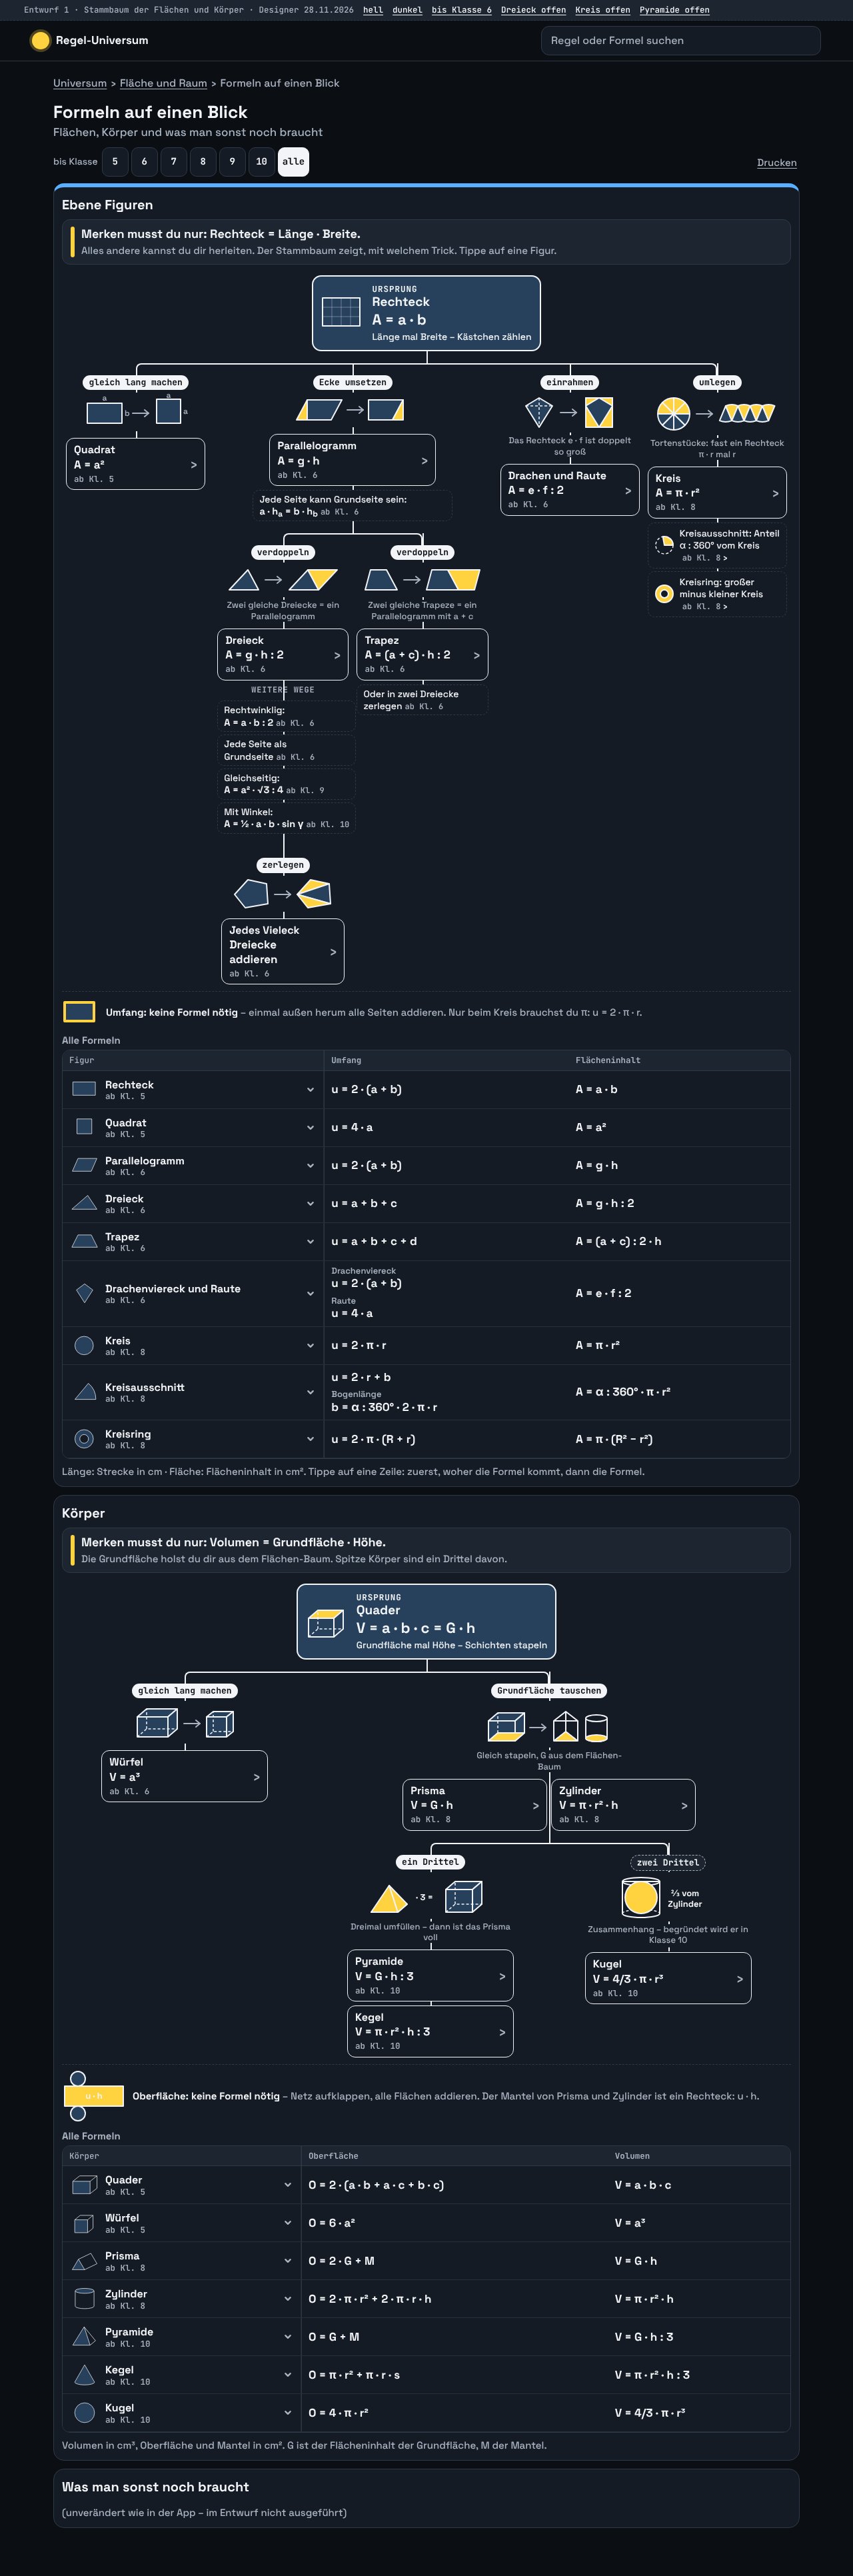 Entwurf 1 · Stammbaum der Flächen und Körper · Designer 28.11.2026 hell dunkel bis Klasse 6 Dreieck offen Kreis offen Pyramide offen
Regel-Universum
Regel oder Formel suchen
Universum > Fläche und Raum > Formeln auf einen Blick
Formeln auf einen Blick
Flächen, Körper und was man sonst noch braucht
bis Klasse 5 6 7 8 9 10 alle
Drucken
Ebene Figuren
Merken musst du nur: Rechteck = Länge · Breite.
Alles andere kannst du dir herleiten. Der Stammbaum zeigt, mit welchem Trick. Tippe auf eine Figur.
URSPRUNG
Rechteck
A = a · b
Länge mal Breite – Kästchen zählen
gleich lang machen
a
b
a
a
Quadrat
A = a²
ab Kl. 5
>
Ecke umsetzen
Parallelogramm
A = g · h
ab Kl. 6
>
Jede Seite kann Grundseite sein:
a · hₐ = b · h_b ab Kl. 6
einrahmen
Das Rechteck e · f ist doppelt
so groß
Drachen und Raute
A = e · f : 2
ab Kl. 6
>
umlegen
Tortenstücke: fast ein Rechteck
π · r mal r
Kreis
A = π · r²
ab Kl. 8
>
Kreisausschnitt: Anteil
α : 360° vom Kreis
ab Kl. 8 >
Kreisring: großer
minus kleiner Kreis
ab Kl. 8 >
verdoppeln
Zwei gleiche Dreiecke = ein
Parallelogramm
Dreieck
A = g · h : 2
ab Kl. 6
>
verdoppeln
Zwei gleiche Trapeze = ein
Parallelogramm mit a + c
Trapez
A = (a + c) · h : 2
ab Kl. 6
>
Oder in zwei Dreiecke
zerlegen ab Kl. 6
WEITERE WEGE
Rechtwinklig:
A = a · b : 2 ab Kl. 6
Jede Seite als
Grundseite ab Kl. 6
Gleichseitig:
A = a² · √3 : 4 ab Kl. 9
Mit Winkel:
A = ½ · a · b · sin γ ab Kl. 10
zerlegen
Jedes Vieleck
Dreiecke
addieren
ab Kl. 6
>
Umfang: keine Formel nötig – einmal außen herum alle Seiten addieren. Nur beim Kreis brauchst du π: u = 2 · π · r.
Alle Formeln
Figur Umfang Flächeninhalt
Rechteck
ab Kl. 5
u = 2 · (a + b)
A = a · b
Quadrat
ab Kl. 5
u = 4 · a
A = a²
Parallelogramm
ab Kl. 6
u = 2 · (a + b)
A = g · h
Dreieck
ab Kl. 6
u = a + b + c
A = g · h : 2
Trapez
ab Kl. 6
u = a + b + c + d
A = (a + c) : 2 · h
Drachenviereck und Raute
ab Kl. 6
Drachenviereck
u = 2 · (a + b)
Raute
u = 4 · a
A = e · f : 2
Kreis
ab Kl. 8
u = 2 · π · r
A = π · r²
Kreisausschnitt
ab Kl. 8
u = 2 · r + b
Bogenlänge
b = α : 360° · 2 · π · r
A = α : 360° · π · r²
Kreisring
ab Kl. 8
u = 2 · π · (R + r)
A = π · (R² − r²)
Länge: Strecke in cm · Fläche: Flächeninhalt in cm². Tippe auf eine Zeile: zuerst, woher die Formel kommt, dann die Formel.
Körper
Merken musst du nur: Volumen = Grundfläche · Höhe.
Die Grundfläche holst du dir aus dem Flächen-Baum. Spitze Körper sind ein Drittel davon.
URSPRUNG
Quader
V = a · b · c = G · h
Grundfläche mal Höhe – Schichten stapeln
gleich lang machen
Würfel
V = a³
ab Kl. 6
>
Grundfläche tauschen
Gleich stapeln, G aus dem Flächen-
Baum
Prisma
V = G · h
ab Kl. 8
>
Zylinder
V = π · r² · h
ab Kl. 8
>
ein Drittel
· 3 =
Dreimal umfüllen – dann ist das Prisma
voll
Pyramide
V = G · h : 3
ab Kl. 10
>
Kegel
V = π · r² · h : 3
ab Kl. 10
>
zwei Drittel
⅔ vom
Zylinder
Zusammenhang – begründet wird er in
Klasse 10
Kugel
V = 4/3 · π · r³
ab Kl. 10
>
u · h
Oberfläche: keine Formel nötig – Netz aufklappen, alle Flächen addieren. Der Mantel von Prisma und Zylinder ist ein Rechteck: u · h.
Alle Formeln
Körper Oberfläche Volumen
Quader
ab Kl. 5
O = 2 · (a · b + a · c + b · c)
V = a · b · c
Würfel
ab Kl. 5
O = 6 · a²
V = a³
Prisma
ab Kl. 8
O = 2 · G + M
V = G · h
Zylinder
ab Kl. 8
O = 2 · π · r² + 2 · π · r · h
V = π · r² · h
Pyramide
ab Kl. 10
O = G + M
V = G · h : 3
Kegel
ab Kl. 10
O = π · r² + π · r · s
V = π · r² · h : 3
Kugel
ab Kl. 10
O = 4 · π · r²
V = 4/3 · π · r³
Volumen in cm³, Oberfläche und Mantel in cm². G ist der Flächeninhalt der Grundfläche, M der Mantel.
Was man sonst noch braucht
(unverändert wie in der App – im Entwurf nicht ausgeführt)